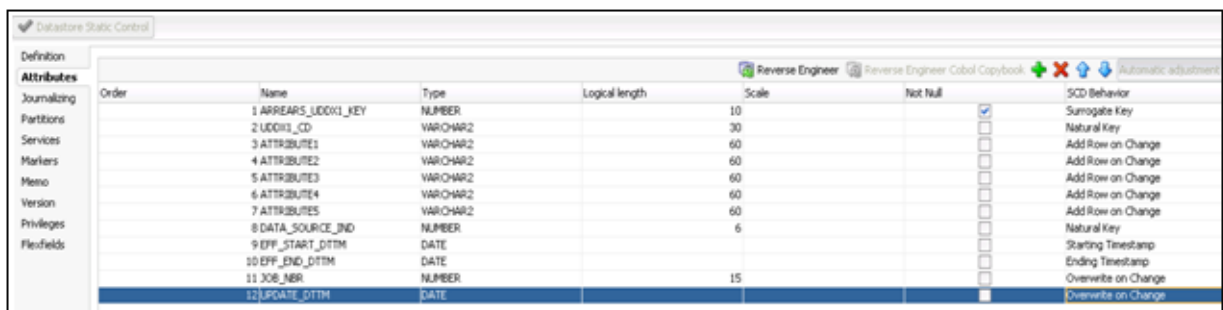 Datastore Static Control
Definition
Attributes
Journalizing
Partitions
Services
Markers
Memo
Version
Privileges
Flexfields
Reverse Engineer Reverse Engineer Cobol Copybook Automatic adjustment
Order Name Type Logical length Scale Not Null SCD Behavior
1 ARREARS_UDDX1_KEY NUMBER 10 Surrogate Key
2 UDDX1_CD VARCHAR2 30 Natural Key
3 ATTRIBUTE1 VARCHAR2 60 Add Row on Change
4 ATTRIBUTE2 VARCHAR2 60 Add Row on Change
5 ATTRIBUTE3 VARCHAR2 60 Add Row on Change
6 ATTRIBUTE4 VARCHAR2 60 Add Row on Change
7 ATTRIBUTE5 VARCHAR2 60 Add Row on Change
8 DATA_SOURCE_IND NUMBER 6 Natural Key
9 EFF_START_DTTM DATE Starting Timestamp
10 EFF_END_DTTM DATE Ending Timestamp
11 JOB_NBR NUMBER 15 Overwrite on Change
12 UPDATE_DTTM DATE Overwrite on Change